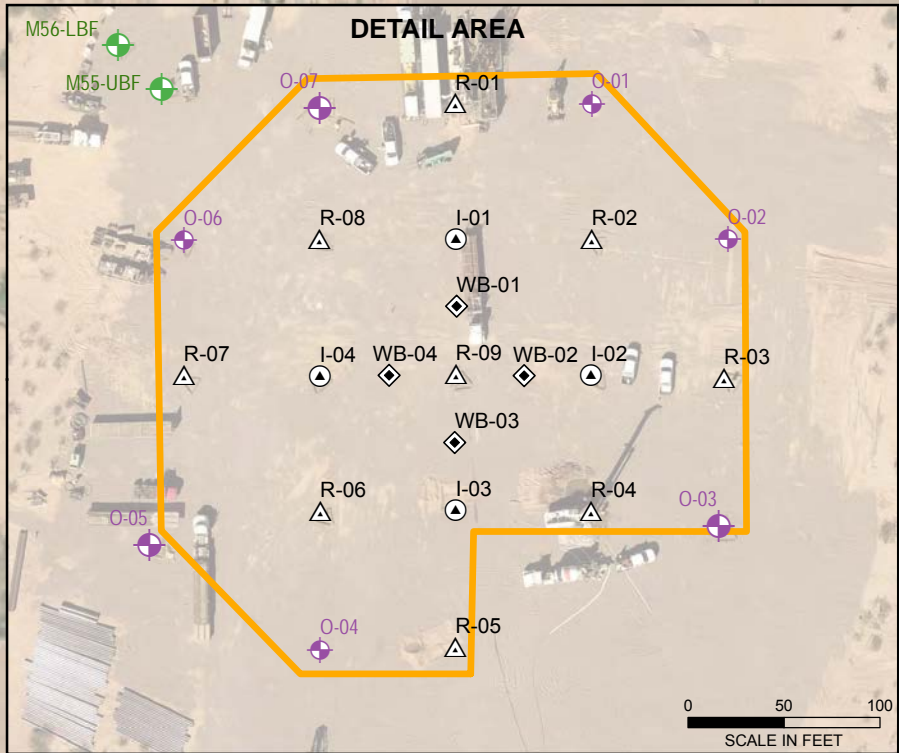 DETAIL AREA
M56-LBF
M55-UBF
O-07
R-01
O-01
O-06
R-08
I-01
R-02
O-02
WB-01
R-07
I-04
WB-04
R-09
WB-02
I-02
R-03
WB-03
R-06
I-03
R-04
O-03
O-05
O-04
R-05
0 50 100
SCALE IN FEET